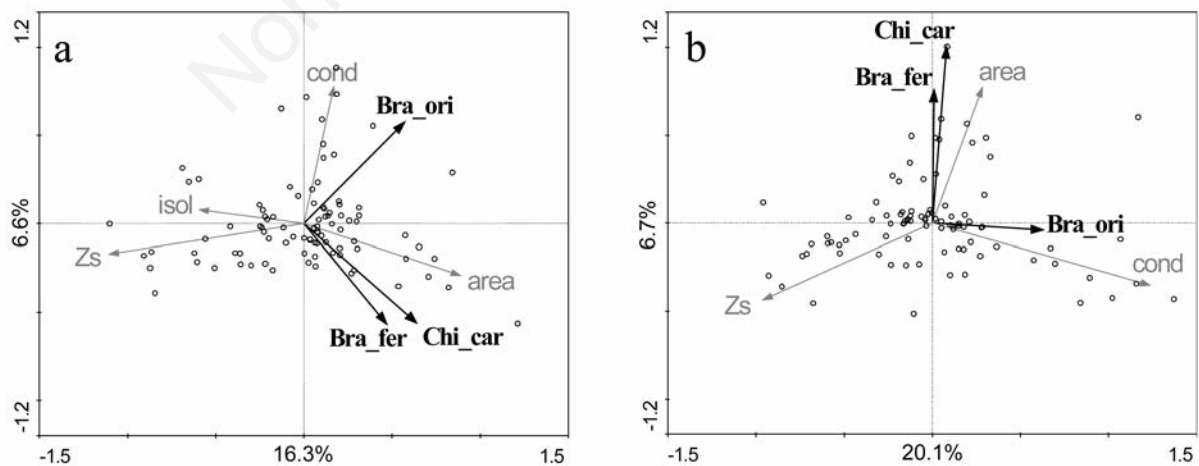 a
1.2
cond
Bra_ori
isol
6.6%
Zs
area
Bra_fer
Chi_car
-1.2
-1.5
16.3%
1.5
b
1.2
Chi_car
Bra_fer
area
6.7%
Bra_ori
Zs
cond
-1.2
-1.5
20.1%
1.5